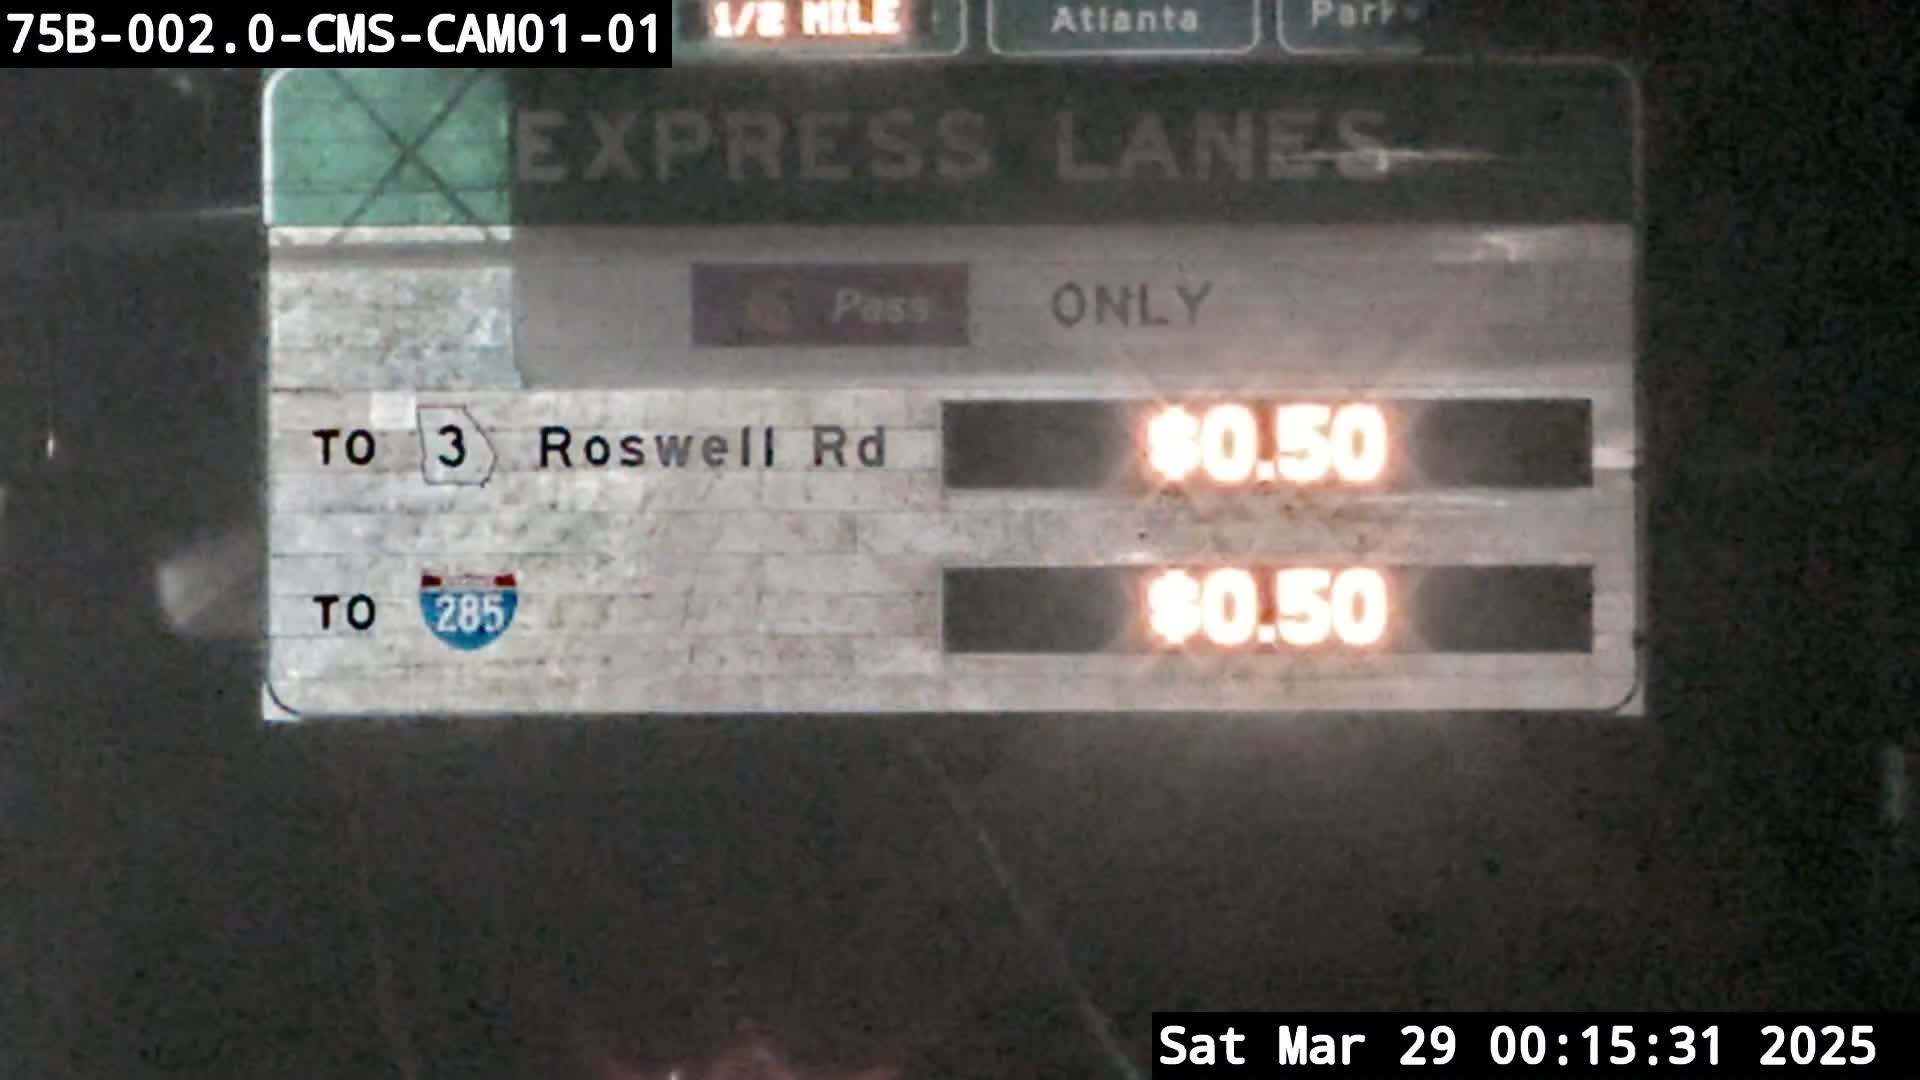 75B-002.0-CMS-CAM01-01
1/2 MILE
Atlanta
Park
EXPRESS LANES
Pass ONLY
TO 3 Roswell Rd $0.50
TO 285 $0.50
Sat Mar 29 00:15:31 2025